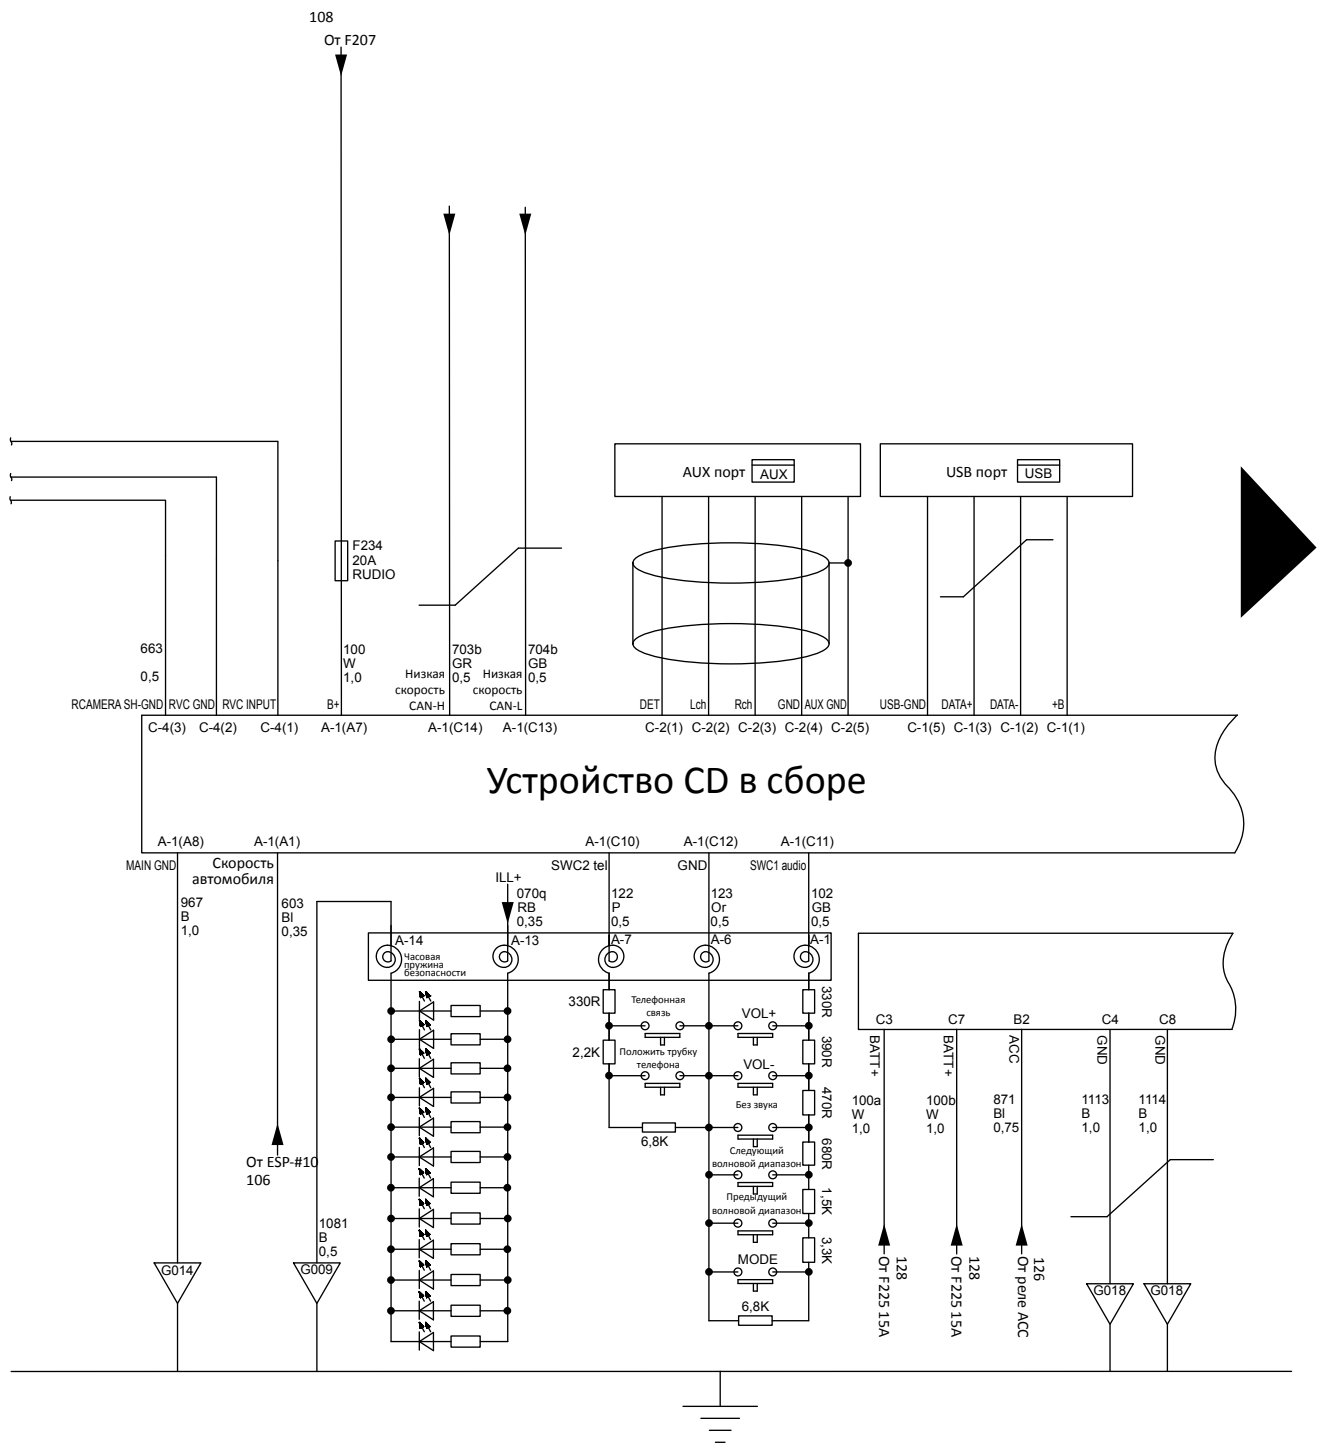 108
От F207
AUX порт AUX
USB порт USB
F234
20A
RUDIO
663
0,5
100
W
1,0
703b
GR
0,5
Низкая
скорость
CAN-H
704b
GB
0,5
Низкая
скорость
CAN-L
RCAMERA SH-GND RVC GND RVC INPUT B+ DET Lch Rch GND AUX GND USB-GND DATA+ DATA- +B
C-4(3) C-4(2) C-4(1) A-1(A7) A-1(C14) A-1(C13) C-2(1) C-2(2) C-2(3) C-2(4) C-2(5) C-1(5) C-1(3) C-1(2) C-1(1)
Устройство CD в сборе
A-1(A8) A-1(A1) A-1(C10) A-1(C12) A-1(C11)
MAIN GND
Скорость
автомобиля
SWC2 tel GND SWC1 audio
967
B
1,0
603
Bl
0,35
ILL+
070q
RB
0,35
122
P
0,5
123
Or
0,5
102
GB
0,5
A-14 A-13 A-7 A-6 A-1
Часовая
пружина
безопасности
330R
Телефонная
связь
VOL+
330R
2,2K
Положить трубку
телефона
VOL-
390R
Без звука
470R
6,8K
Следующий
волновой диапазон
680R
Предыдущий
волновой диапазон
1,5K
MODE
3,3K
6,8K
C3 C7 B2 C4 C8
BATT+ BATT+ ACC GND GND
100a
W
1,0
100b
W
1,0
871
Bl
0,75
1113
B
1,0
1114
B
1,0
От ESP-#10
106
1081
B
0,5
128
От F225 15A
128
От F225 15A
126
От реле ACC
G014 G009 G018 G018